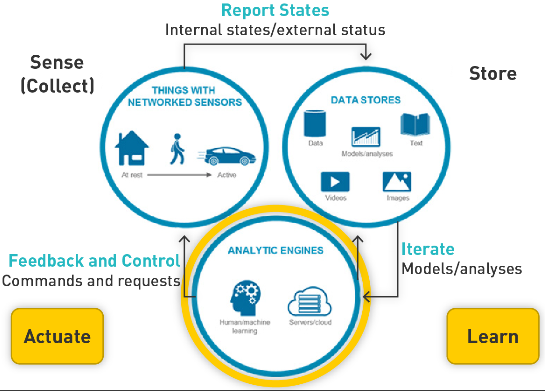 Report States
Internal states/external status
Sense
(Collect)
Store
THINGS WITH
NETWORKED SENSORS
At rest
Active
DATA STORES
Data
Models/analyses
Text
Videos
Images
Feedback and Control
Commands and requests
ANALYTIC ENGINES
Human/machine
learning
Servers/cloud
Iterate
Models/analyses
Actuate
Learn